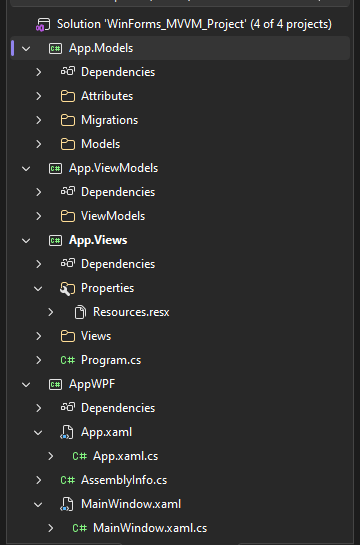 Solution 'WinForms_MVVM_Project' (4 of 4 projects)
C# App.Models
Dependencies
Attributes
Migrations
Models
C# App.ViewModels
Dependencies
ViewModels
C# App.Views
Dependencies
Properties
Resources.resx
Views
C# Program.cs
C# AppWPF
Dependencies
App.xaml
C# App.xaml.cs
C# AssemblyInfo.cs
MainWindow.xaml
C# MainWindow.xaml.cs